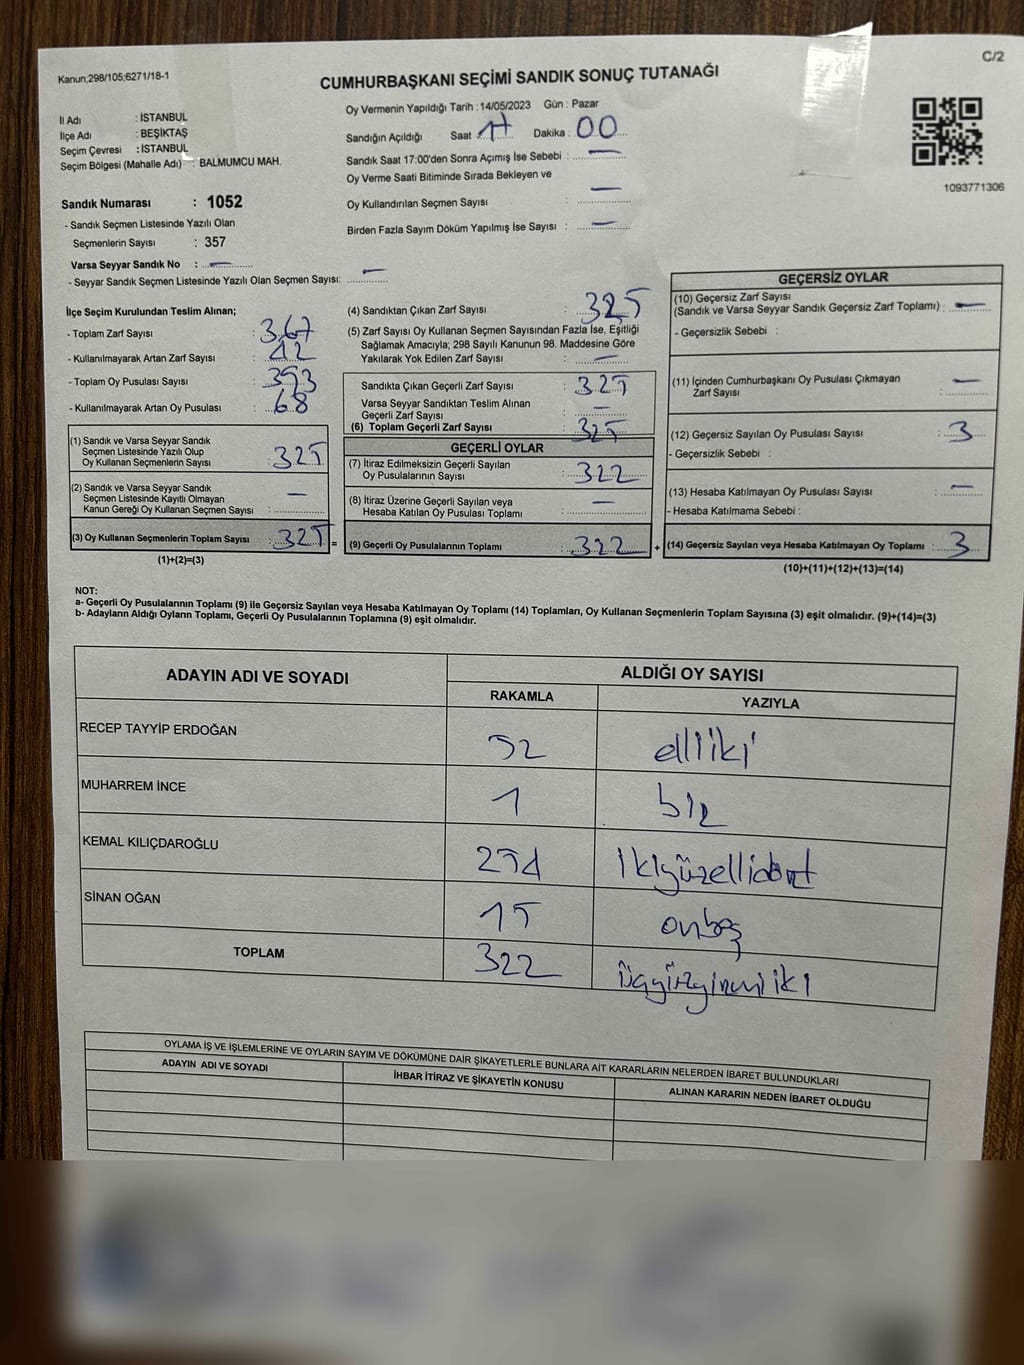 Kanun;298/105;6271/18-1
C/2
CUMHURBAŞKANI SEÇİMİ SANDIK SONUÇ TUTANAĞI
İl Adı : İSTANBUL
İlçe Adı : BEŞİKTAŞ
Seçim Çevresi : İSTANBUL
Seçim Bölgesi (Mahalle Adı) : BALMUMCU MAH.
Oy Vermenin Yapıldığı Tarih : 14/05/2023 Gün : Pazar
Sandığın Açıldığı Saat 17 Dakika : 00
Sandık Saat 17:00'den Sonra Açımış İse Sebebi : —
Oy Verme Saati Bitiminde Sırada Bekleyen ve
Oy Kullandırılan Seçmen Sayısı : —
Birden Fazla Sayım Döküm Yapılmış İse Sayısı : —
1093771306
Sandık Numarası : 1052
- Sandık Seçmen Listesinde Yazılı Olan
Seçmenlerin Sayısı : 357
Varsa Seyyar Sandık No : —
- Seyyar Sandık Seçmen Listesinde Yazılı Olan Seçmen Sayısı: —
İlçe Seçim Kurulundan Teslim Alınan;
- Toplam Zarf Sayısı : 367
- Kullanılmayarak Artan Zarf Sayısı : 42
- Toplam Oy Pusulası Sayısı : 393
- Kullanılmayarak Artan Oy Pusulası : 68
(1) Sandık ve Varsa Seyyar Sandık
Seçmen Listesinde Yazılı Olup
Oy Kullanan Seçmenlerin Sayısı : 325
(2) Sandık ve Varsa Seyyar Sandık
Seçmen Listesinde Kayıtlı Olmayan
Kanun Gereği Oy Kullanan Seçmen Sayısı : —
(3) Oy Kullanan Seçmenlerin Toplam Sayısı : 325 =
(1)+(2)=(3)
(4) Sandıktan Çıkan Zarf Sayısı : 325
(5) Zarf Sayısı Oy Kullanan Seçmen Sayısından Fazla İse, Eşitliği
Sağlamak Amacıyla; 298 Sayılı Kanunun 98. Maddesine Göre
Yakılarak Yok Edilen Zarf Sayısı : —
Sandıkta Çıkan Geçerli Zarf Sayısı : 325
Varsa Seyyar Sandıktan Teslim Alınan
Geçerli Zarf Sayısı : —
(6) Toplam Geçerli Zarf Sayısı : 325
GEÇERLİ OYLAR
(7) İtiraz Edilmeksizin Geçerli Sayılan
Oy Pusulalarının Sayısı : 322
(8) İtiraz Üzerine Geçerli Sayılan veya
Hesaba Katılan Oy Pusulası Toplamı : —
(9) Geçerli Oy Pusulalarının Toplamı : 322 +
GEÇERSİZ OYLAR
(10) Geçersiz Zarf Sayısı
(Sandık ve Varsa Seyyar Sandık Geçersiz Zarf Toplamı) : —
- Geçersizlik Sebebi :
(11) İçinden Cumhurbaşkanı Oy Pusulası Çıkmayan
Zarf Sayısı : —
(12) Geçersiz Sayılan Oy Pusulası Sayısı : 3
- Geçersizlik Sebebi :
(13) Hesaba Katılmayan Oy Pusulası Sayısı : —
- Hesaba Katılmama Sebebi :
(14) Geçersiz Sayılan veya Hesaba Katılmayan Oy Toplamı : 3
(10)+(11)+(12)+(13)=(14)
NOT:
a- Geçerli Oy Pusulalarının Toplamı (9) ile Geçersiz Sayılan veya Hesaba Katılmayan Oy Toplamı (14) Toplamları, Oy Kullanan Seçmenlerin Toplam Sayısına (3) eşit olmalıdır. (9)+(14)=(3)
b- Adayların Aldığı Oyların Toplamı, Geçerli Oy Pusulalarının Toplamına (9) eşit olmalıdır.
ADAYIN ADI VE SOYADI ALDIĞI OY SAYISI
RAKAMLA YAZIYLA
RECEP TAYYİP ERDOĞAN 52 elliiki
MUHARREM İNCE 1 bir
KEMAL KILIÇDAROĞLU 254 ikiyüzellidört
SİNAN OĞAN 15 onbeş
TOPLAM 322 üçyüzyirmiiki
OYLAMA İŞ VE İŞLEMLERİNE VE OYLARIN SAYIM VE DÖKÜMÜNE DAİR ŞİKAYETLERLE BUNLARA AİT KARARLARIN NELERDEN İBARET BULUNDUKLARI
ADAYIN ADI VE SOYADI İHBAR İTİRAZ VE ŞİKAYETİN KONUSU ALINAN KARARIN NEDEN İBARET OLDUĞU